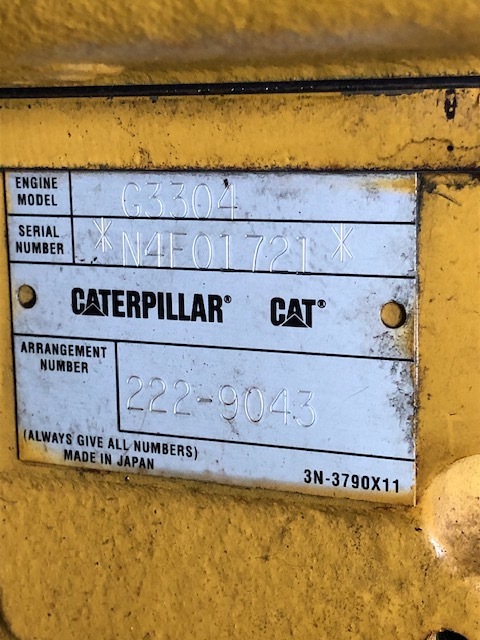 ENGINE MODEL G3304
SERIAL NUMBER *N4F01721*
CATERPILLAR® CAT®
ARRANGEMENT NUMBER
222-9043
(ALWAYS GIVE ALL NUMBERS)
MADE IN JAPAN
3N-3790X11